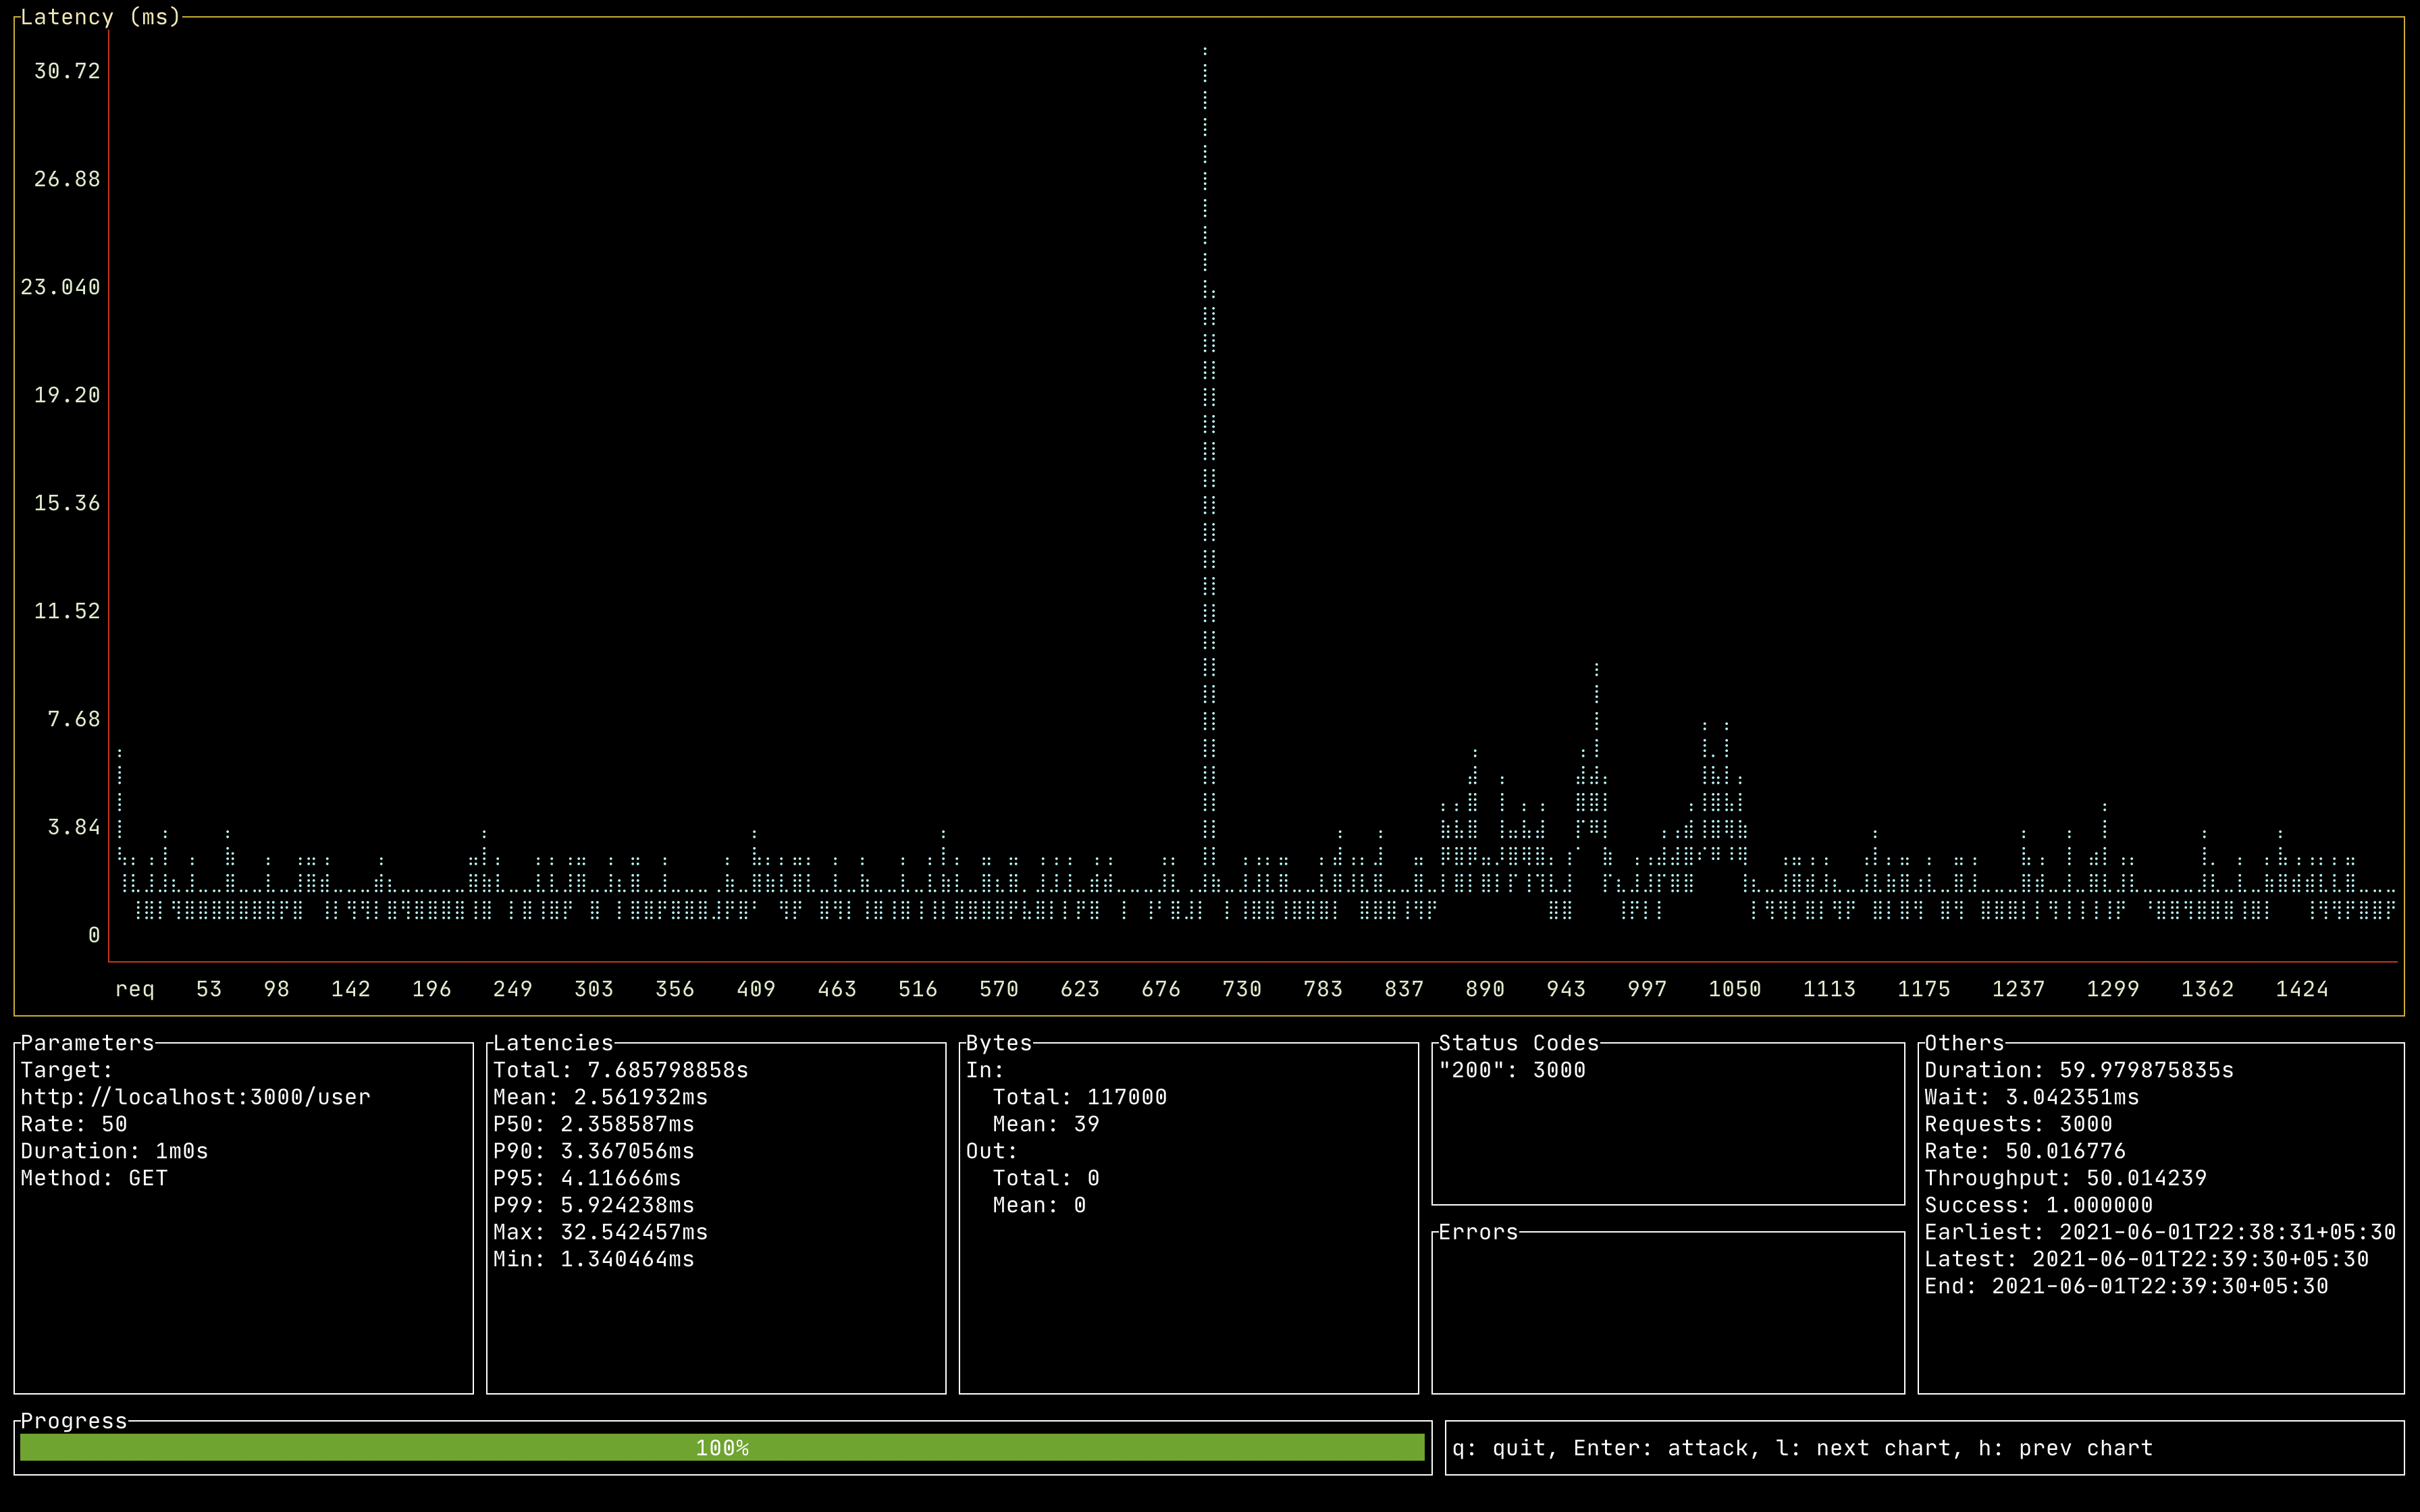 Latency (ms)
30.72
26.88
23.040
19.20
15.36
11.52
7.68
3.84
0
req 53 98 142 196 249 303 356 409 463 516 570 623 676 730 783 837 890 943 997 1050 1113 1175 1237 1299 1362 1424
Parameters
Target:
http://localhost:3000/user
Rate: 50
Duration: 1m0s
Method: GET
Latencies
Total: 7.685798858s
Mean: 2.561932ms
P50: 2.358587ms
P90: 3.367056ms
P95: 4.11666ms
P99: 5.924238ms
Max: 32.542457ms
Min: 1.340464ms
Bytes
In:
Total: 117000
Mean: 39
Out:
Total: 0
Mean: 0
Status Codes
"200": 3000
Errors
Others
Duration: 59.979875835s
Wait: 3.042351ms
Requests: 3000
Rate: 50.016776
Throughput: 50.014239
Success: 1.000000
Earliest: 2021-06-01T22:38:31+05:30
Latest: 2021-06-01T22:39:30+05:30
End: 2021-06-01T22:39:30+05:30
Progress
100%
q: quit, Enter: attack, l: next chart, h: prev chart